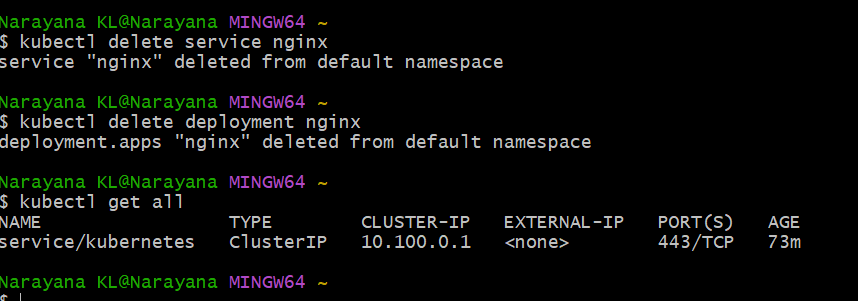 Narayana KL@Narayana MINGW64 ~
$ kubectl delete service nginx
service "nginx" deleted from default namespace
Narayana KL@Narayana MINGW64 ~
$ kubectl delete deployment nginx
deployment.apps "nginx" deleted from default namespace
Narayana KL@Narayana MINGW64 ~
$ kubectl get all
NAME                 TYPE        CLUSTER-IP   EXTERNAL-IP   PORT(S)   AGE
service/kubernetes   ClusterIP   10.100.0.1   <none>        443/TCP   73m
Narayana KL@Narayana MINGW64 ~
$